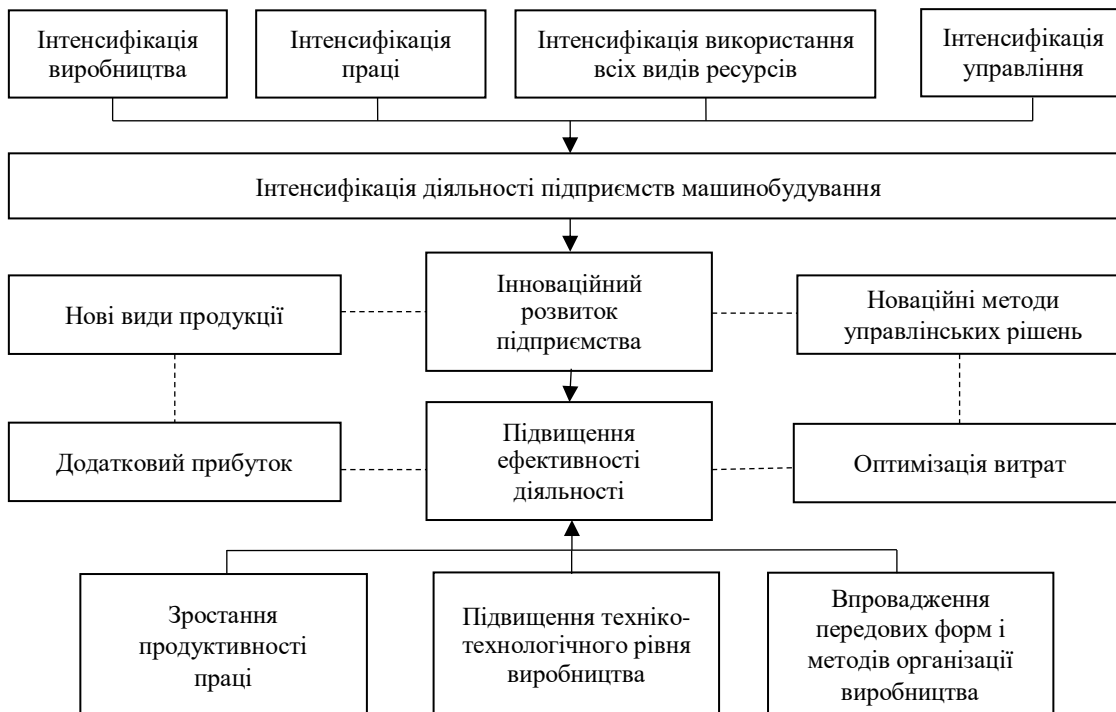 Інтенсифікація
виробництва
Інтенсифікація
праці
Інтенсифікація використання
всіх видів ресурсів
Інтенсифікація
управління
Інтенсифікація діяльності підприємств машинобудування
Нові види продукції
Інноваційний
розвиток
підприємства
Новаційні методи
управлінських рішень
Додатковий прибуток
Підвищення
ефективності
діяльності
Оптимізація витрат
Зростання
продуктивності
праці
Підвищення техніко-
технологічного рівня
виробництва
Впровадження
передових форм і
методів організації
виробництва